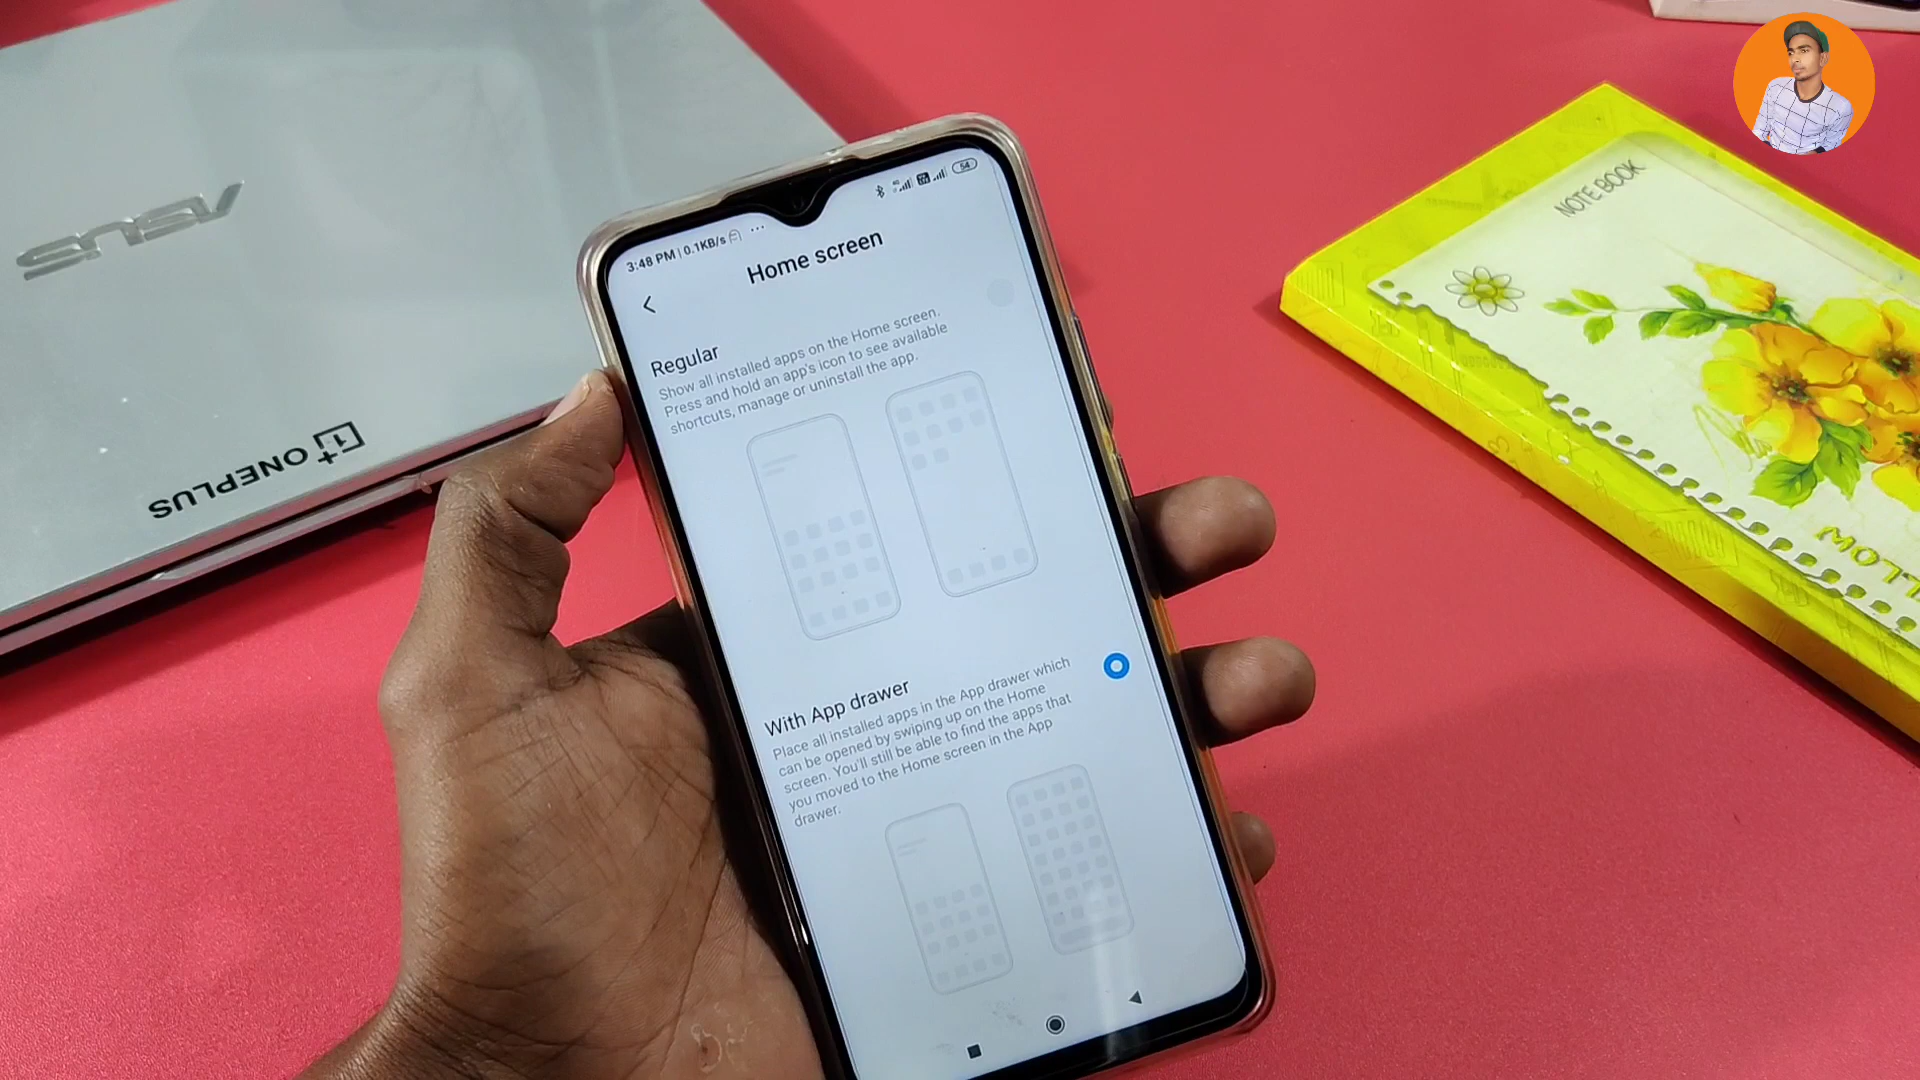 ASUS
ONEPLUS
3:48 PM | 0.1KB/s ...
54
Home screen
Regular
Show all installed apps on the Home screen.
Press and hold an app's icon to see available
shortcuts, manage or uninstall the app.
With App drawer
Place all installed apps in the App drawer which
can be opened by swiping up on the Home
screen. You'll still be able to find the apps that
you moved to the Home screen in the App
drawer.
NOTE BOOK